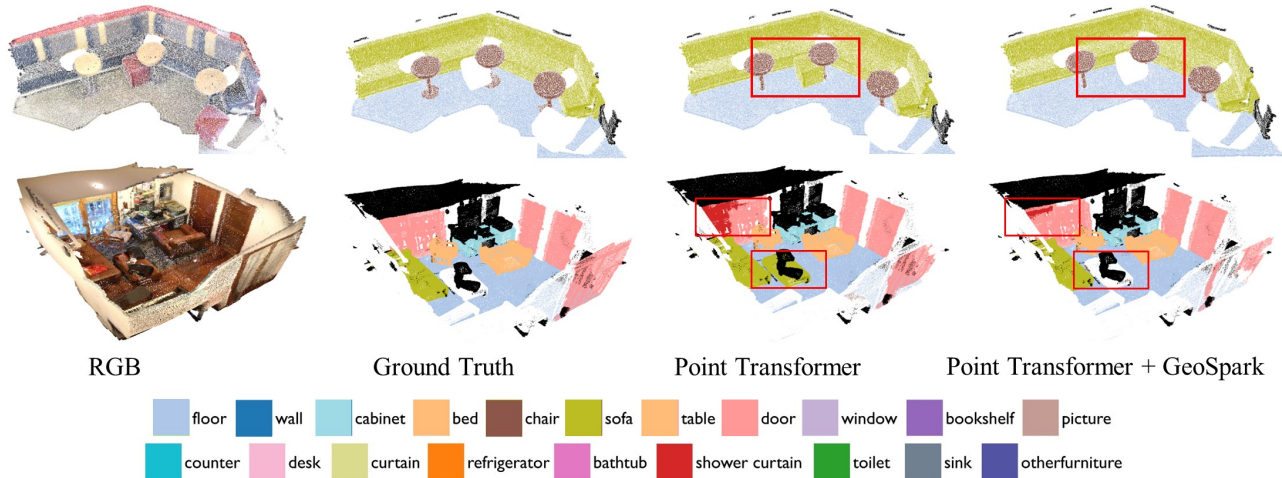 RGB Ground Truth Point Transformer Point Transformer + GeoSpark
floor wall cabinet bed chair sofa table door window bookshelf picture
counter desk curtain refrigerator bathtub shower curtain toilet sink otherfurniture